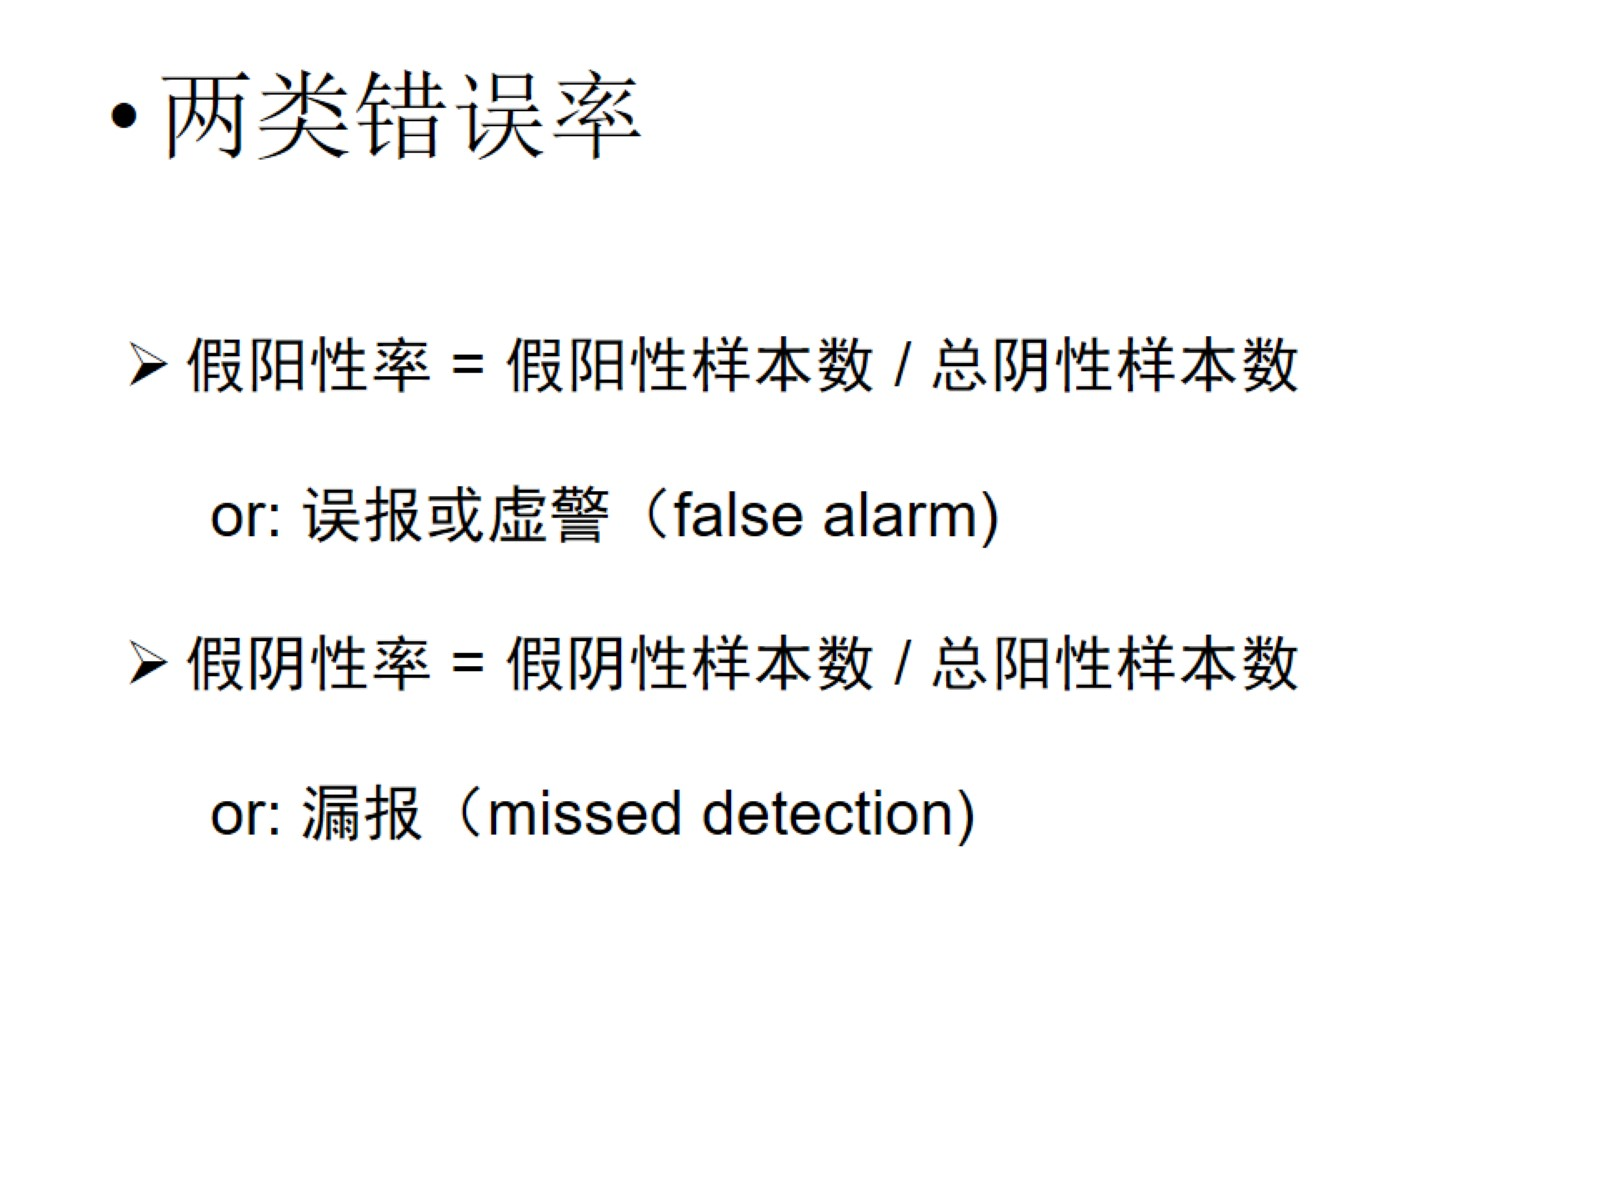 • 两类错误率
➢ 假阳性率 = 假阳性样本数 / 总阴性样本数
or: 误报或虚警（false alarm)
➢ 假阴性率 = 假阴性样本数 / 总阳性样本数
or: 漏报（missed detection)